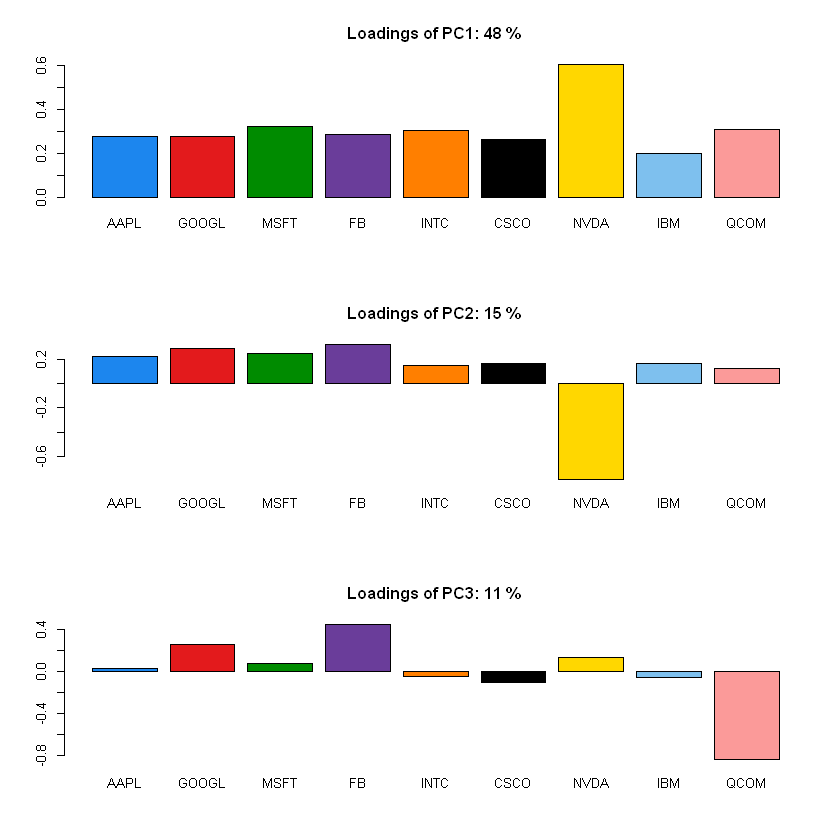 Loadings of PC1: 48 %
0.6
0.4
0.2
0.0
AAPL GOOGL MSFT FB INTC CSCO NVDA IBM QCOM
Loadings of PC2: 15 %
0.2
-0.2
-0.6
AAPL GOOGL MSFT FB INTC CSCO NVDA IBM QCOM
Loadings of PC3: 11 %
0.4
0.0
-0.4
-0.8
AAPL GOOGL MSFT FB INTC CSCO NVDA IBM QCOM